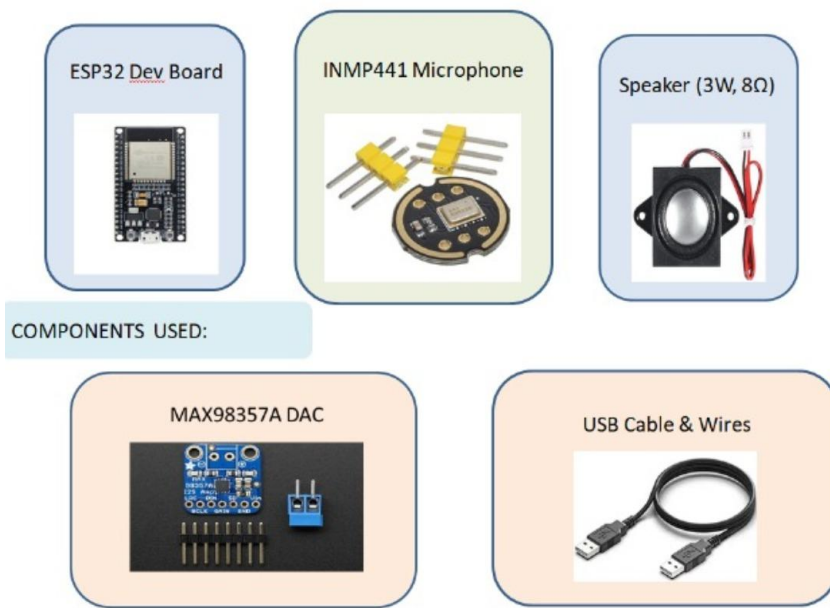 ESP32 Dev Board
INMP441 Microphone
Speaker (3W, 8Ω)
COMPONENTS USED:
MAX98357A DAC
USB Cable & Wires